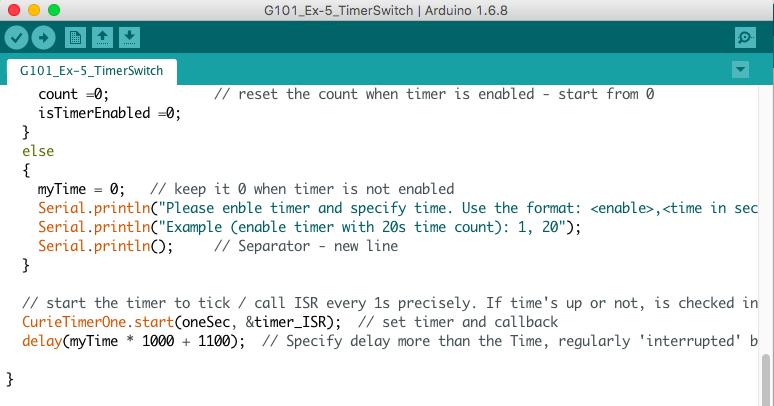 G101_Ex-5_TimerSwitch | Arduino 1.6.8
G101_Ex-5_TimerSwitch
count =0; // reset the count when timer is enabled - start from 0
isTimerEnabled =0;
}
else
{
myTime = 0; // keep it 0 when timer is not enabled
Serial.println("Please enble timer and specify time. Use the format: <enable>,<time in sec
Serial.println("Example (enable timer with 20s time count): 1, 20");
Serial.println(); // Separator - new line
}
// start the timer to tick / call ISR every 1s precisely. If time's up or not, is checked in
CurieTimerOne.start(oneSec, &timer_ISR); // set timer and callback
delay(myTime * 1000 + 1100); // Specify delay more than the Time, regularly 'interrupted' b
}